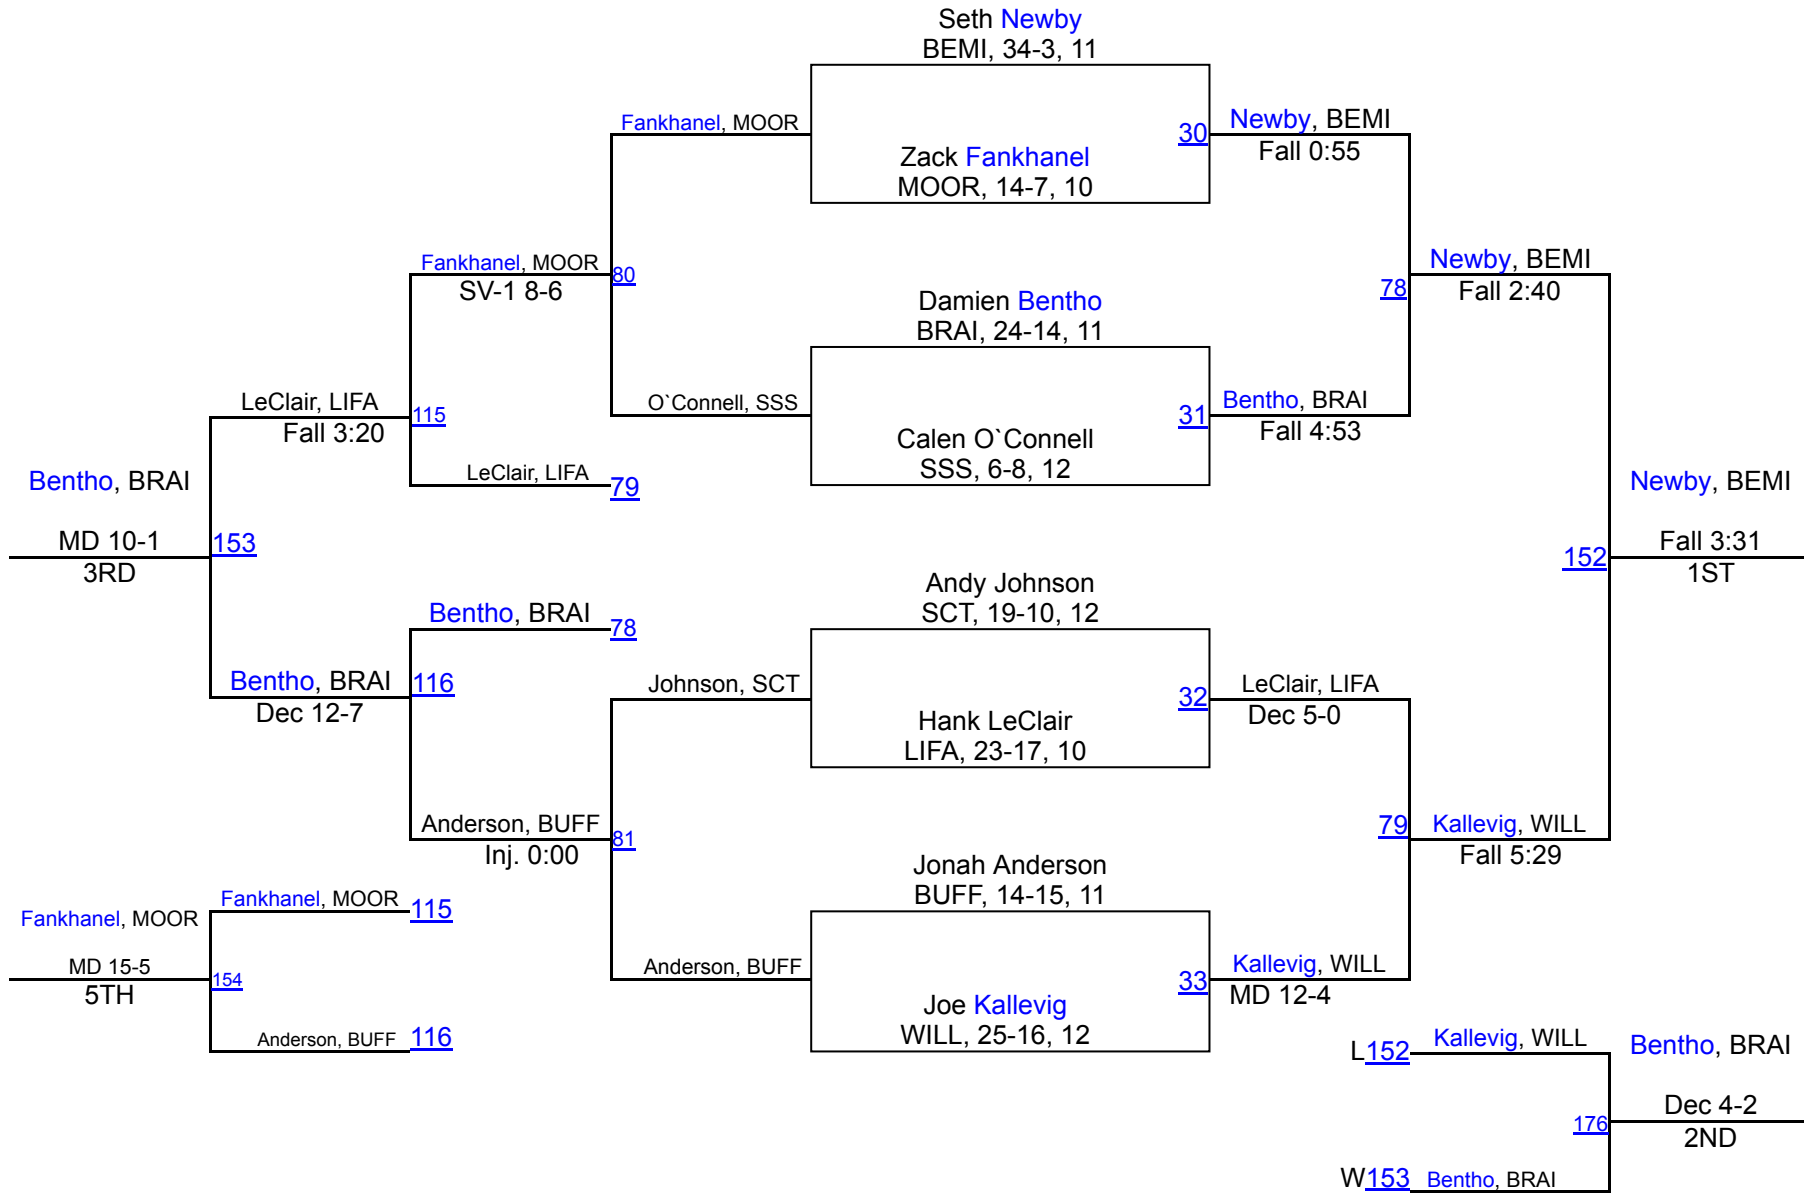 Seth Newby
BEMI, 34-3, 11
Fankhanel, MOOR
30
Newby, BEMI
Fall 0:55
Zack Fankhanel
MOOR, 14-7, 10
Fankhanel, MOOR
SV-1 8-6
80
Newby, BEMI
Fall 2:40
78
Damien Bentho
BRAI, 24-14, 11
LeClair, LIFA
Fall 3:20
115
O`Connell, SSS
31
Bentho, BRAI
Fall 4:53
Calen O`Connell
SSS, 6-8, 12
LeClair, LIFA
79
Bentho, BRAI
MD 10-1
3RD
153
Newby, BEMI
Fall 3:31
1ST
152
Andy Johnson
SCT, 19-10, 12
Bentho, BRAI
78
Bentho, BRAI
Dec 12-7
116
Johnson, SCT
32
LeClair, LIFA
Dec 5-0
Hank LeClair
LIFA, 23-17, 10
Anderson, BUFF
Inj. 0:00
81
79
Kallevig, WILL
Fall 5:29
Jonah Anderson
BUFF, 14-15, 11
Fankhanel, MOOR
115
Fankhanel, MOOR
MD 15-5
5TH
154
Anderson, BUFF
33
Kallevig, WILL
MD 12-4
Joe Kallevig
WILL, 25-16, 12
Anderson, BUFF
116
L152
Kallevig, WILL
Bentho, BRAI
Dec 4-2
2ND
176
W153
Bentho, BRAI